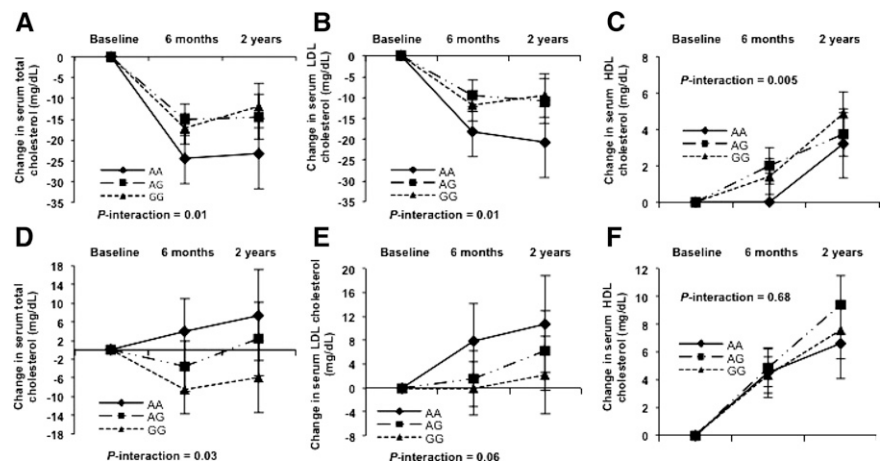 A
Baseline 6 months 2 years
Change in serum total
cholesterol (mg/dL)
0
-5
-10
-15
-20
-25
-30
-35
AA
AG
GG
P-interaction = 0.01
B
Baseline 6 months 2 years
Change in serum LDL
cholesterol (mg/dL)
0
-5
-10
-15
-20
-25
-30
-35
AA
AG
GG
P-interaction = 0.01
C
Baseline 6 months 2 years
Change in serum HDL
cholesterol (mg/dL)
8
6
4
2
0
P-interaction = 0.005
AA
AG
GG
D
Baseline 6 months 2 years
Change in serum total
cholesterol (mg/dL)
18
14
10
6
2
-2
-6
-10
-14
-18
AA
AG
GG
P-interaction = 0.03
E
Baseline 6 months 2 years
Change in serum LDL cholesterol
(mg/dL)
20
16
12
8
4
0
-4
-8
AA
AG
GG
P-interaction = 0.06
F
Baseline 6 months 2 years
Change in serum HDL
cholesterol (mg/dL)
12
10
8
6
4
2
0
P-interaction = 0.68
AA
AG
GG